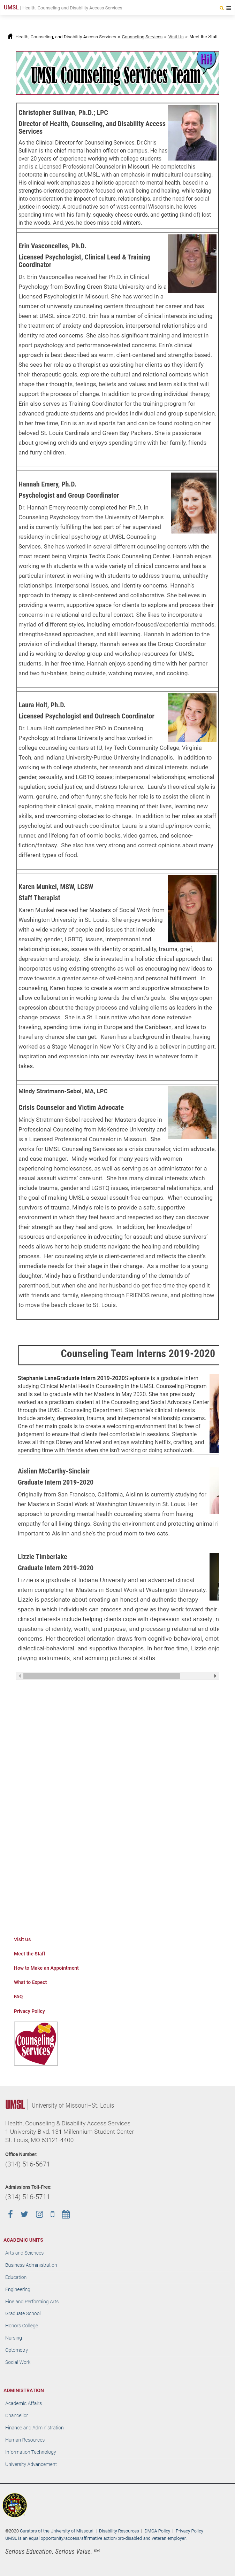 UMSL | Health, Counseling and Disability Access Services
Health, Counseling, and Disability Access Services » Counseling Services » Visit Us » Meet the Staff
UMSL Counseling Services Team
Hi!
Christopher Sullivan, Ph.D.; LPC
Director of Health, Counseling, and Disability Access
Services
As the Clinical Director for Counseling Services, Dr.Chris
Sullivan is the chief mental health officer on campus. He has
over 20 years of experience working with college students
and is a Licensed Professional Counselor in Missouri. He completed his
doctorate in counseling at UMSL, with an emphasis on multicultural counseling.
His clinical work emphasizes a holistic approach to mental health, based in a
strengths-oriented perspective of well being and healing, while also taking into
consideration the impact of culture, relationships, and the need for social
justice in society. A proud native son of west-central Wisconsin, he loves
spending time with his family, squeaky cheese curds, and getting (kind of) lost
in the woods. And, yes, he does miss cold winters.
Erin Vasconcelles, Ph.D.
Licensed Psychologist, Clinical Lead & Training
Coordinator
Dr. Erin Vasconcelles received her Ph.D. in Clinical
Psychology from Bowling Green State University and is a
Licensed Psychologist in Missouri. She has worked in a
number of university counseling centers throughout her career and has
been at UMSL since 2010. Erin has a number of clinical interests including
the treatment of anxiety and depression, interpersonal relationships and
identity related concerns. She also has significant training and interest in
sport psychology and performance-related concerns. Erin's clinical
approach is typically interpersonal, collaborative and strengths based.
She sees her role as a therapist as assisting her clients as they explore
their unique goals, explore the cultural and relational contexts which
shape their thoughts, feelings, beliefs and values and learn skills that will
support the process of change. In addition to providing individual therapy,
Erin also serves as Training Coordinator for the training program for
graduate student interns as well as provides individual and group supervision.
In her free time, Erin is an avid sports fan and can be found rooting on her
beloved St. Louis Cardinals and Green Bay Packers. She is passionate
about growing orchids and enjoys spending time with her family, friends
and furry children.
Hannah Emery, Ph.D.
Psychologist and Group Coordinator
Dr. Hannah Emery recently completed her Ph.D. in
Counseling Psychology from the University of Memphis
and is currently fulfilling the last part of her supervised
residency in clinical psychology at UMSL Counseling
Services. She has worked in several different counseling centers with the
most recent being Virginia Tech's Cook Counseling Center. Hannah enjoys
working with students with a wide variety of clinical concerns and has a
particular interest in working with students to address trauma, unhealthy
relationships, interpersonal issues, and identity concerns. Hannah's
approach to therapy is client-centered and collaborative. She believes in
providing a warm, supportive space for clients to explore and process their
concerns while also supporting them in making desired changes. She draws
from different styles of therapy including emotion-focused/experiential methods,
strengths-based approaches, and skill learning. Hannah In addition to the
provision of individual therapy, Hannah serves as the Group Coordinator
and is working to develop group and workshop resources for UMSL
students. In her free time, Hannah enjoys spending time with her partner
and two fur-babies, being outside, watching movies, and cooking.
Laura Holt, Ph.D.
Licensed Psychologist and Outreach Coordinator
Dr. Laura Holt completed her PhD in Counseling
Psychology at Indiana University and has worked in
college counseling centers at IU, Ivy Tech Community College, Virginia
Tech, and Indiana University-Purdue University Indianapolis. In addition to
working with college students, her research and clinical interests include
gender, sexuality, and LGBTQ issues; interpersonal relationships; emotional
regulation; social justice; and distress tolerance. Laura's theoretical style is
warm, genuine, and often funny; she feels her role is to assist the client in
exploring their clinical goals, making meaning of their lives, learning new
skills, and overcoming obstacles to change. In addition to her roles as staff
psychologist and outreach coordinator, Laura is a stand-up/improv comic,
runner, and lifelong fan of comic books, video games, and science-
fiction/fantasy. She also has very strong and correct opinions about many
different types of food.
Karen Munkel, MSW, LCSW
Staff Therapist
Karen Munkel received her Masters of Social Work from
Washington University in St. Louis. She enjoys working
with a wide variety of people and issues that include
sexuality, gender, LGBTQ issues, interpersonal and
relationship issues, Issues with identity or spirituality, trauma, grief,
depression and anxiety. She uses a client-centered approach that
incorporates using existing strengths as well as encouraging new ideas or
ways of being that lead to greater happiness and fulfillment. In
counseling, Karen hopes to create a warm and supportive atmosphere to
allow collaboration working towards the client's goals. She enjoys open
expression about the therapy process and valuing clients as leaders in the
change process. She is a St. Louis native but loves extensive
traveling, spending time living in Europe and the Caribbean, and loves to
travel any chance she can get. Karen has a background in theatre, having
worked as a Stage Manager in New York City and is a believer in putting art,
inspiration and enjoyment into everyday living in whatever form it
takes.
Mindy Stratmann-Sebol, MA, LPC
Crisis Counselor and Victim Advocate
Mindy Stratmann-Sebol received her Masters degree in
Professional Counseling from McKendree University and
is a Licensed Professional Counselor in Missouri. She
works for UMSL Counseling Services as a crisis counselor, victim advocate,
and case manager. Mindy worked for many years in community mental
health honing her skills in crisis intervention before serving as advocate on
sexual assault victims' care unit. She has many clinical interests which
include trauma, gender and LGBTQ issues, interpersonal and identity, and
the goal of making UMSL a sexual assault-free campus. When counseling
survivors of trauma, Mindy's role is to provide a safe, supportive
environment in which they feel heard and respected so they can discover
their strength as they heal and grow. In addition, her knowledge of
resources and experience in advocating for assault and abuse survivors'
needs allows her to help students navigate the healing and rebuilding
process. Her counseling style is client-centered and reflects the client's
immediate needs for their stage in change. As a survivor to a young
daughter, Mindy has a firsthand understanding of the demands of
parenthood, but when she and her husband do get free time they spend it
with friends and family, sleeping through FRIENDS reruns, and plotting how
to move the beach closer to St. Louis.
Counseling Team Interns 2019-2020
Stephanie LaneGraduate Intern 2019-2020Stephanie is a graduate intern
studying Clinical Mental Health Counseling in the UMSL Counseling Program
and is set to graduate with her Masters in May 2020. She has previously
worked as a practicum student at the Counseling and Social Advocacy Center
through the UMSL Counseling Department. Stephanie's clinical interests
include anxiety, depression, trauma, and interpersonal relationship concerns.
One of her main goals is to develop a welcoming environment that is free of
judgment to ensure that clients feel comfortable in sessions. Stephanie
loves all things Disney and Marvel and enjoys watching Netflix, crafting, and
spending time with friends when she isn't working or doing schoolwork.
Aislinn McCarthy-Sinclair
Graduate Intern 2019-2020
Originally from San Francisco, California, Aislinn is currently studying for
her Masters in Social Work at Washington University in St. Louis. Her
approach to providing mental health counseling stems from having
empathy for all living things. Saving the environment and protecting animal ri
important to Aislinn and she is the proud mom to two cats.
Lizzie Timberlake
Graduate Intern 2019-2020
Lizzie is a graduate of Indiana University and an advanced clinical
intern completing her Masters in Social Work at Washington University.
Lizzie is passionate about creating an honest and authentic therapy
space in which individuals can process and grow as they work toward their
clinical interests include helping clients cope with depression and anxiety, n
questions of identity, worth, and purpose, and processing relational and othe
concerns. Her theoretical orientation draws from cognitive-behavioral, emot
dialectical-behavioral, and supportive therapies. In her free time, Lizzie enjo
playing instruments, and admiring pictures of sloths.
Visit Us
Meet the Staff
How to Make an Appointment
What to Expect
FAQ
Privacy Policy
Counseling Services
UMSL | University of Missouri–St. Louis
Health, Counseling & Disability Access Services
1 University Blvd. 131 Millennium Student Center
St. Louis, MO 63121-4400
Office Number:
(314) 516-5671
Admissions Toll-Free:
(314) 516-5711
ACADEMIC UNITS
Arts and Sciences
Business Administration
Education
Engineering
Fine and Performing Arts
Graduate School
Honors College
Nursing
Optometry
Social Work
ADMINISTRATION
Academic Affairs
Chancellor
Finance and Administration
Human Resources
Information Technology
University Advancement
©2020 Curators of the University of Missouri | Disability Resources | DMCA Policy | Privacy Policy
UMSL is an equal opportunity/access/affirmative action/pro-disabled and veteran employer.
Serious Education. Serious Value. ℠